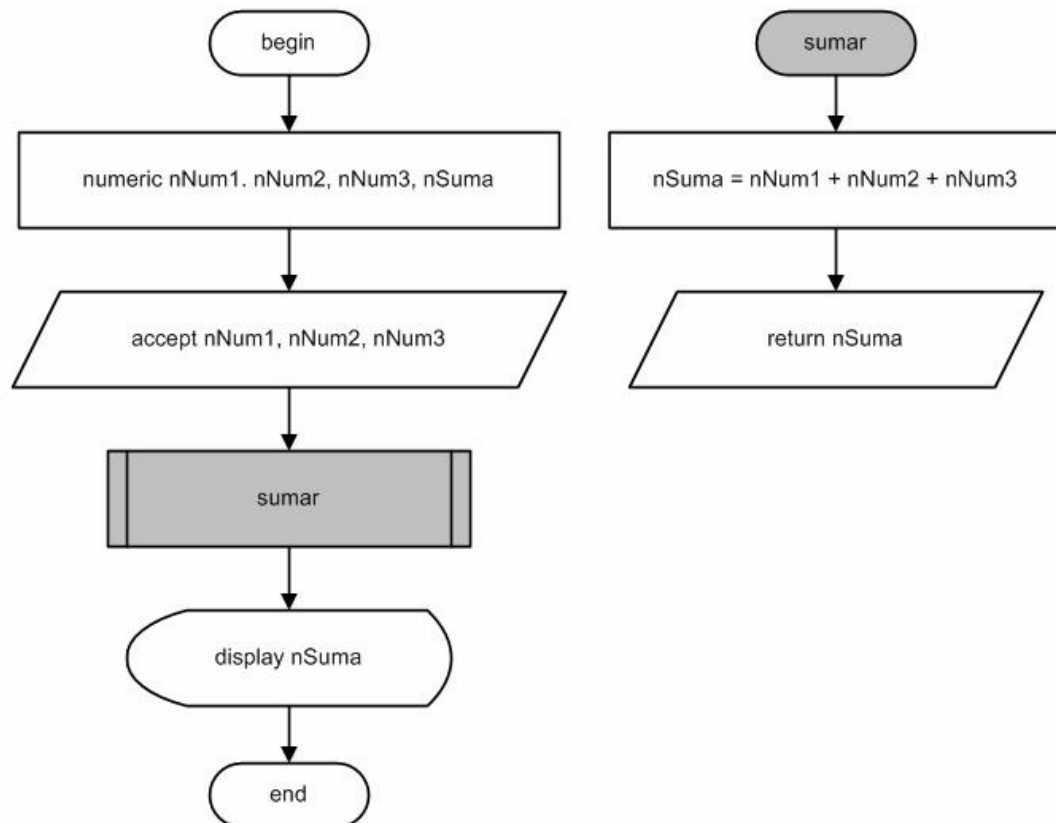 begin
numeric nNum1. nNum2, nNum3, nSuma
accept nNum1, nNum2, nNum3
sumar
display nSuma
end
sumar
nSuma = nNum1 + nNum2 + nNum3
return nSuma